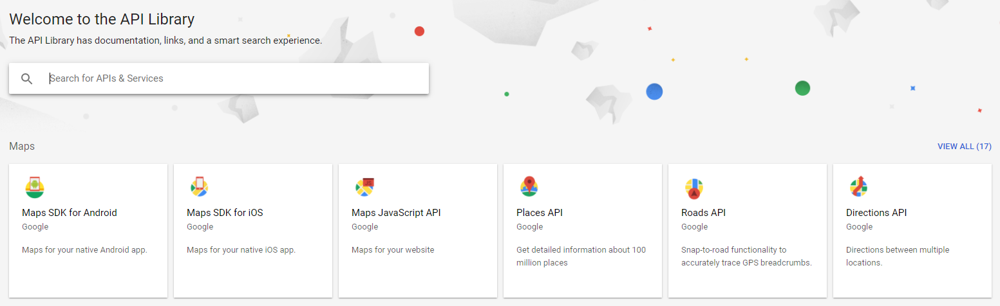 Welcome to the API Library
The API Library has documentation, links, and a smart search experience.
Search for APIs & Services
Maps
VIEW ALL (17)
Maps SDK for Android
Google
Maps for your native Android app.
Maps SDK for iOS
Google
Maps for your native iOS app.
JS
Maps JavaScript API
Google
Maps for your website
Places API
Google
Get detailed information about 100
million places
Roads API
Google
Snap-to-road functionality to
accurately trace GPS breadcrumbs.
Directions API
Google
Directions between multiple
locations.